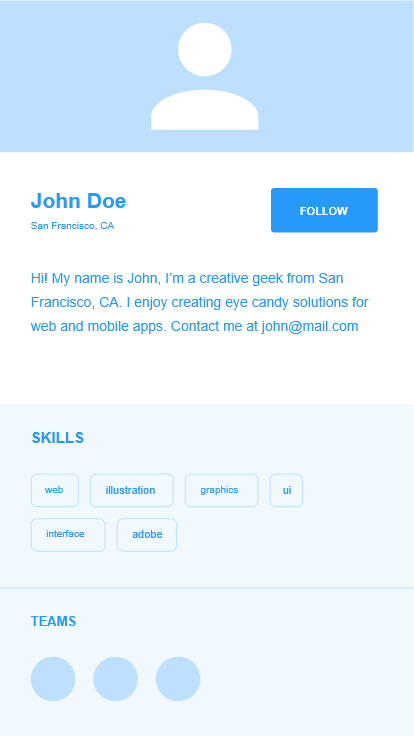 John Doe
San Francisco, CA
FOLLOW
Hi! My name is John, I'm a creative geek from San
Francisco, CA. I enjoy creating eye candy solutions for
web and mobile apps. Contact me at john@mail.com
SKILLS
web illustration graphics ui
interface adobe
TEAMS